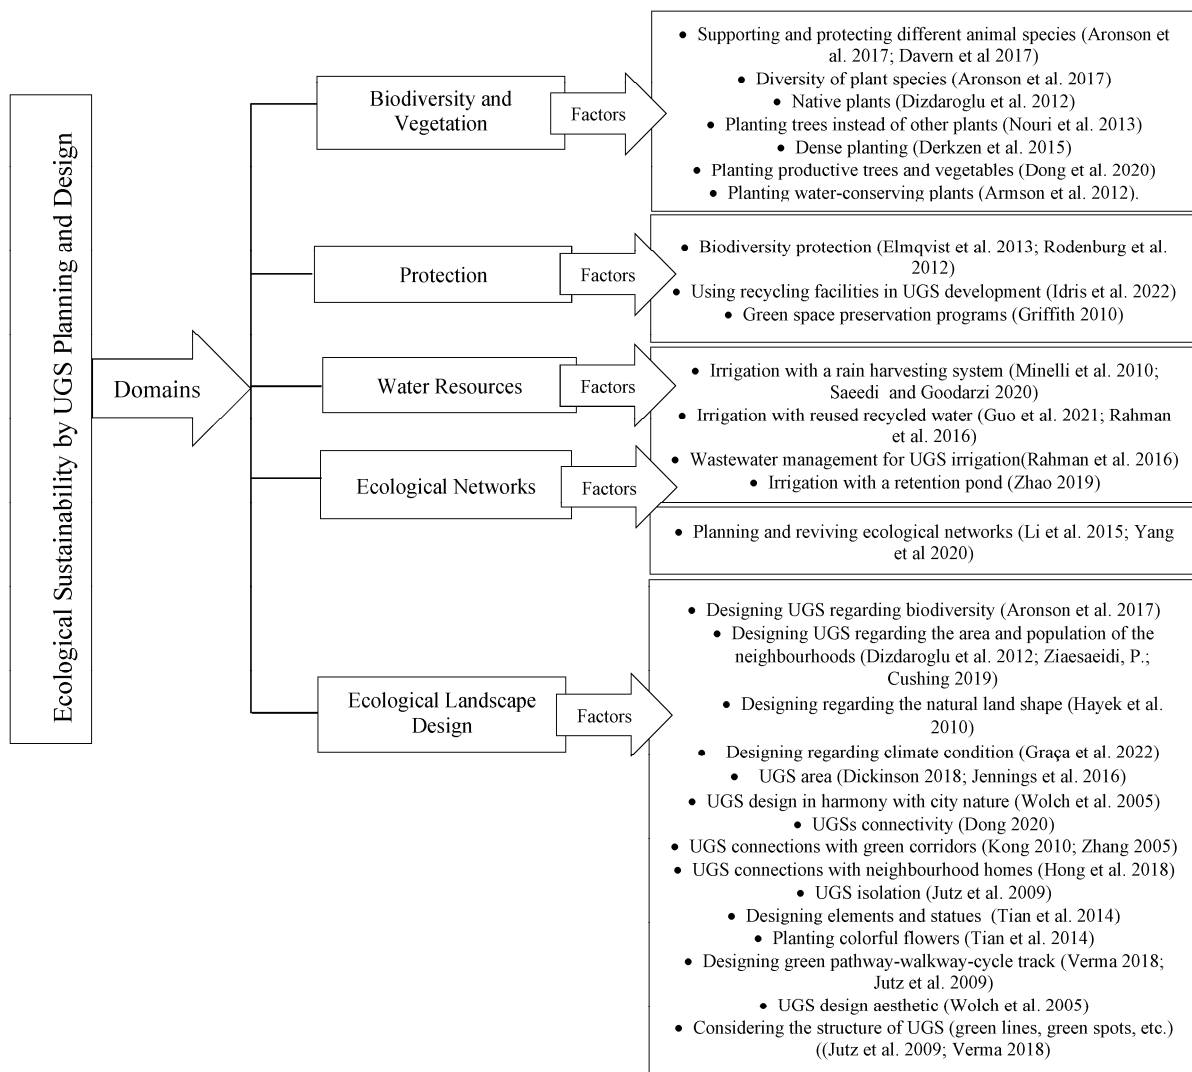 Ecological Sustainability by UGS Planning and Design
Domains
Biodiversity and
Vegetation
Factors
• Supporting and protecting different animal species (Aronson et
al. 2017; Davern et al 2017)
• Diversity of plant species (Aronson et al. 2017)
• Native plants (Dizdaroglu et al. 2012)
• Planting trees instead of other plants (Nouri et al. 2013)
• Dense planting (Derkzen et al. 2015)
• Planting productive trees and vegetables (Dong et al. 2020)
• Planting water-conserving plants (Armson et al. 2012).
Protection
Factors
• Biodiversity protection (Elmqvist et al. 2013; Rodenburg et al.
2012)
• Using recycling facilities in UGS development (Idris et al. 2022)
• Green space preservation programs (Griffith 2010)
Water Resources
Factors
• Irrigation with a rain harvesting system (Minelli et al. 2010;
Saeedi and Goodarzi 2020)
• Irrigation with reused recycled water (Guo et al. 2021; Rahman
et al. 2016)
• Wastewater management for UGS irrigation(Rahman et al. 2016)
• Irrigation with a retention pond (Zhao 2019)
Ecological Networks
Factors
• Planning and reviving ecological networks (Li et al. 2015; Yang
et al 2020)
Ecological Landscape
Design
Factors
• Designing UGS regarding biodiversity (Aronson et al. 2017)
• Designing UGS regarding the area and population of the
neighbourhoods (Dizdaroglu et al. 2012; Ziaesaeidi, P.;
Cushing 2019)
• Designing regarding the natural land shape (Hayek et al.
2010)
• Designing regarding climate condition (Graça et al. 2022)
• UGS area (Dickinson 2018; Jennings et al. 2016)
• UGS design in harmony with city nature (Wolch et al. 2005)
• UGSs connectivity (Dong 2020)
• UGS connections with green corridors (Kong 2010; Zhang 2005)
• UGS connections with neighbourhood homes (Hong et al. 2018)
• UGS isolation (Jutz et al. 2009)
• Designing elements and statues (Tian et al. 2014)
• Planting colorful flowers (Tian et al. 2014)
• Designing green pathway-walkway-cycle track (Verma 2018;
Jutz et al. 2009)
• UGS design aesthetic (Wolch et al. 2005)
• Considering the structure of UGS (green lines, green spots, etc.)
((Jutz et al. 2009; Verma 2018)